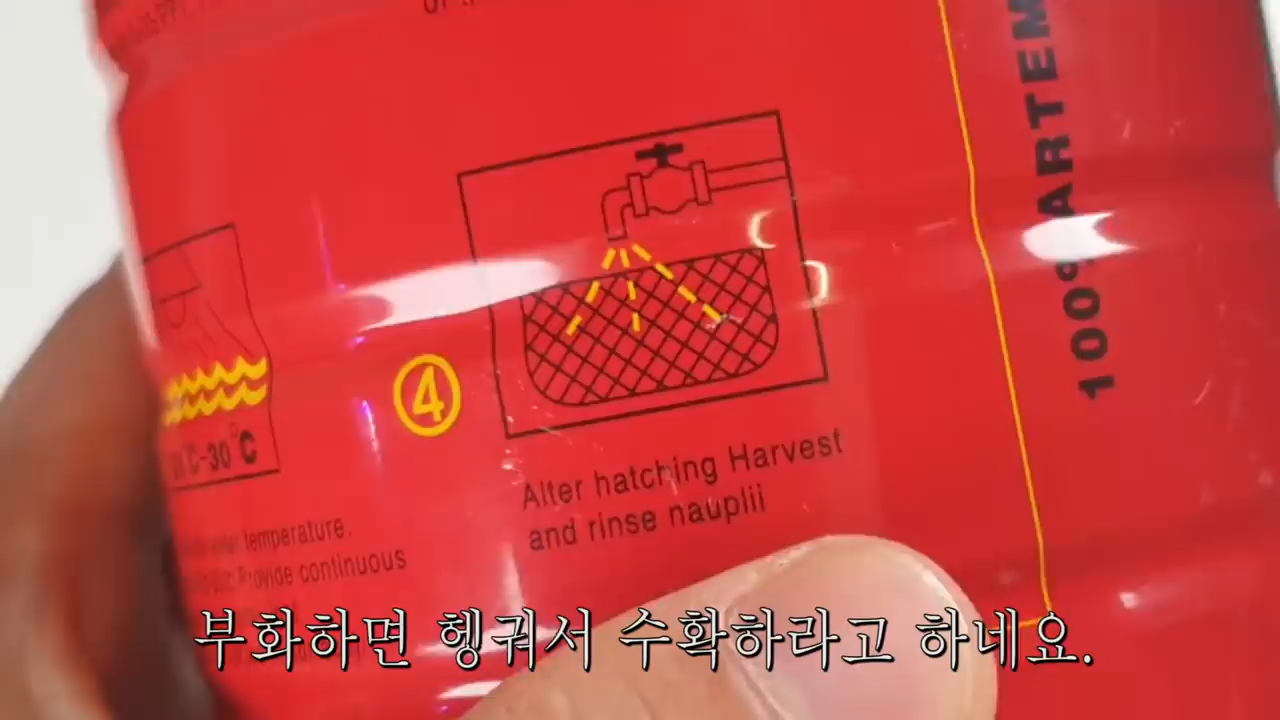 ④
Alter hatching Harvest
and rinse nauplii
°C-30°C
temperature.
Provide continuous
100% ARTEM
부화하면 헹궈서 수확하라고 하네요.